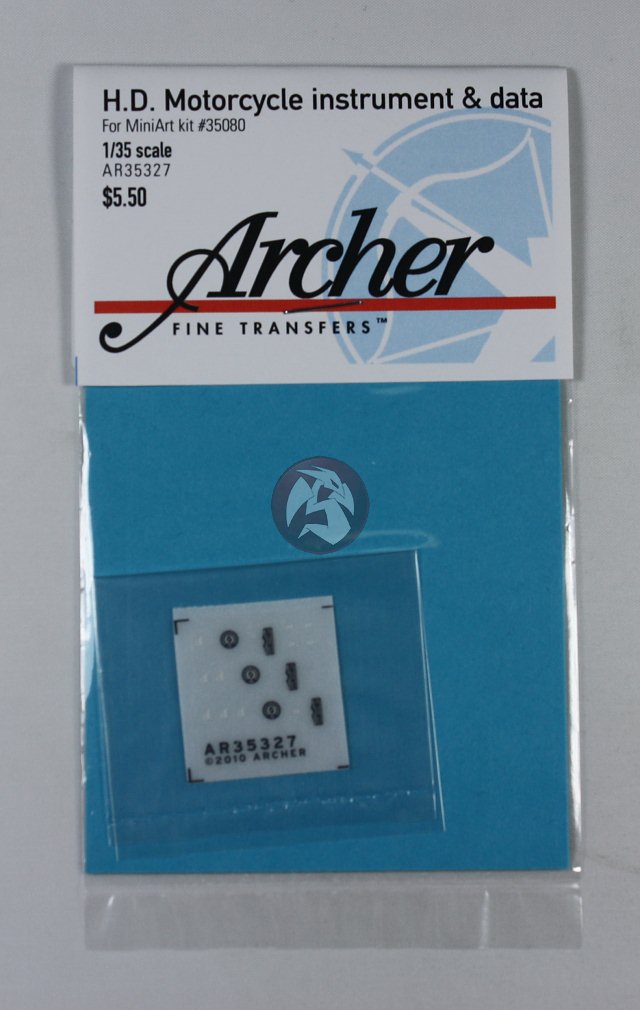 H.D. Motorcycle instrument & data
For MiniArt kit #35080
1/35 scale
AR35327
$5.50
Archer
FINE TRANSFERS™
AR35327
©2010 ARCHER